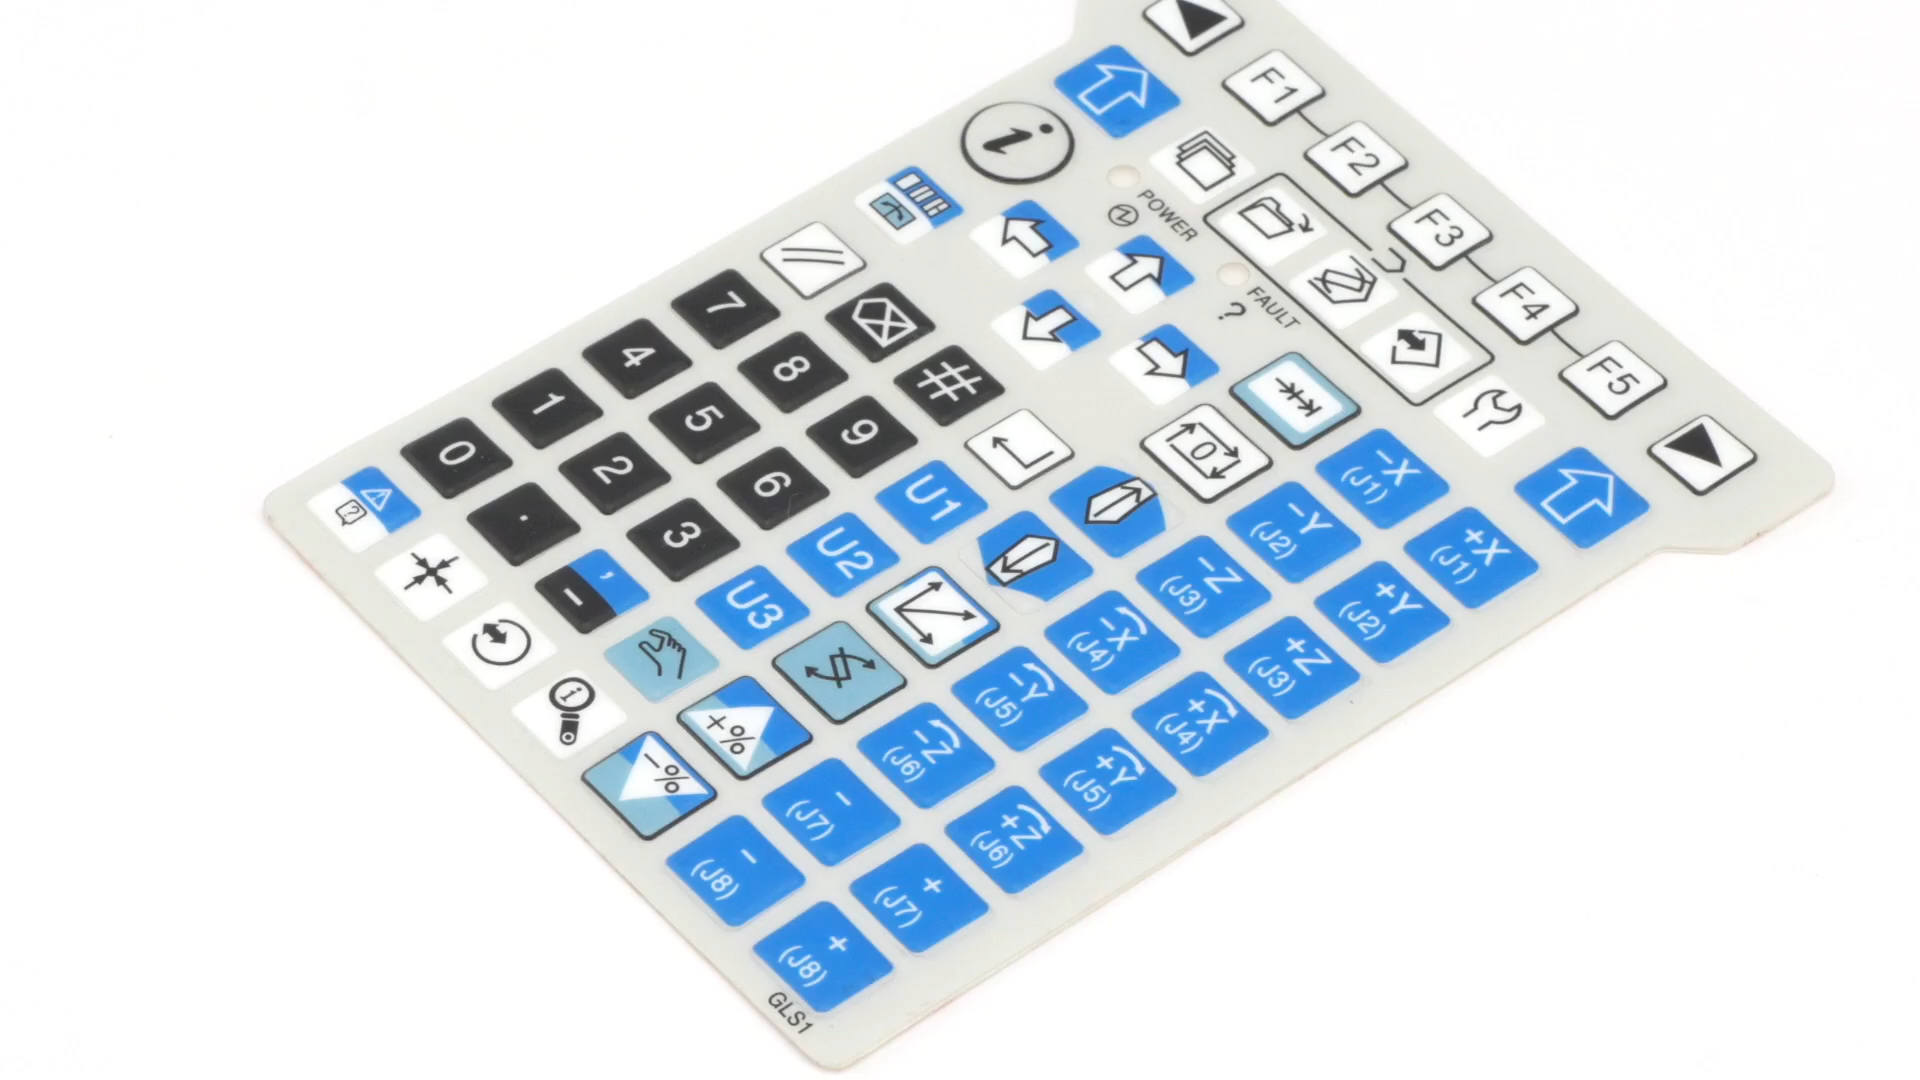 F1
F2
F3
F4
F5
i
POWER
FAULT
?
7
4
8
#
1
5
9
0
2
6
.
3
- ,
U1
U2
U3
0
-X
(J1)
+X
(J1)
-Y
(J2)
+Y
(J2)
-Z
(J3)
+Z
(J3)
-X
(J4)
+X
(J4)
-Y
(J5)
+Y
(J5)
-Z
(J6)
+Z
(J6)
-
(J7)
+
(J7)
-
(J8)
+
(J8)
?
i
+%
-%
GLS1